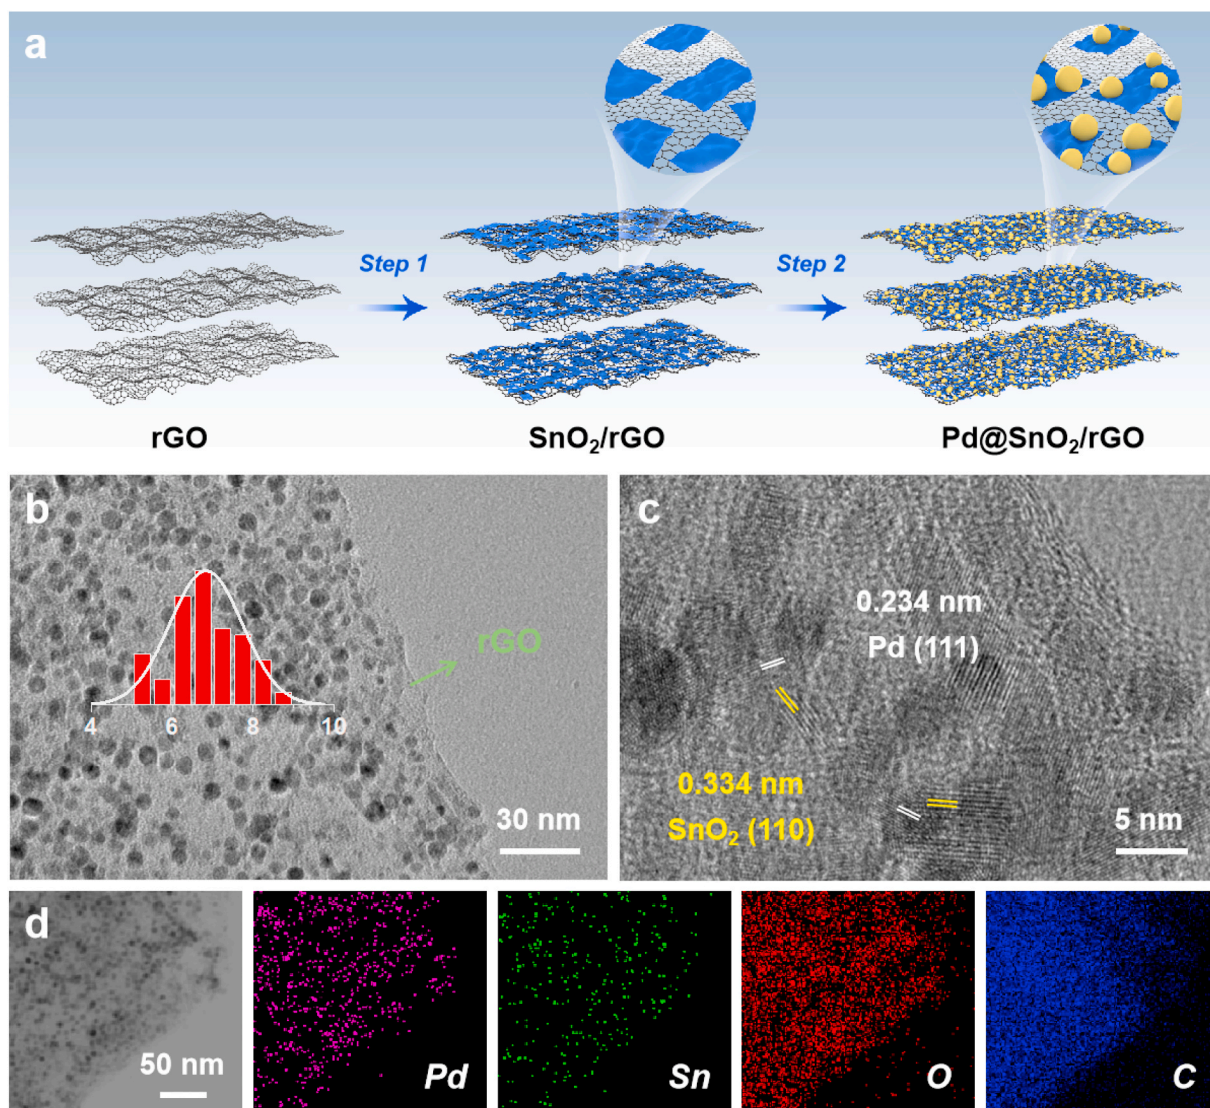 a
Step 1
Step 2
rGO
SnO₂/rGO
Pd@SnO₂/rGO
b
rGO
4 6 8 10
30 nm
c
0.234 nm
Pd (111)
0.334 nm
SnO₂ (110)
5 nm
d
50 nm
Pd
Sn
O
C